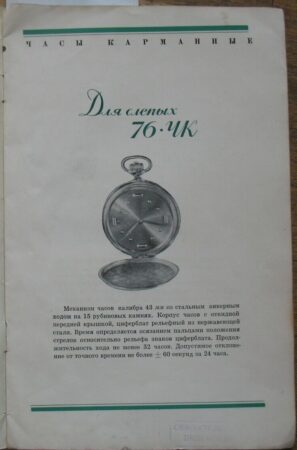 ЧАСЫ КАРМАННЫЕ
Для слепых
76-ЧК
Механизм часов калибра 43 мм со стальным анкерным
ходом на 15 рубиновых камнях. Корпус часов с откидной
передней крышкой, циферблат рельефный из нержавеющей
стали. Время определяется осязанием пальцами положения
стрелок относительно рельефа знаков циферблата. Продол-
жительность хода не менее 32 часов. Допустимое отклоне-
ние от точного времени не более ± 60 секунд за 24 часа.